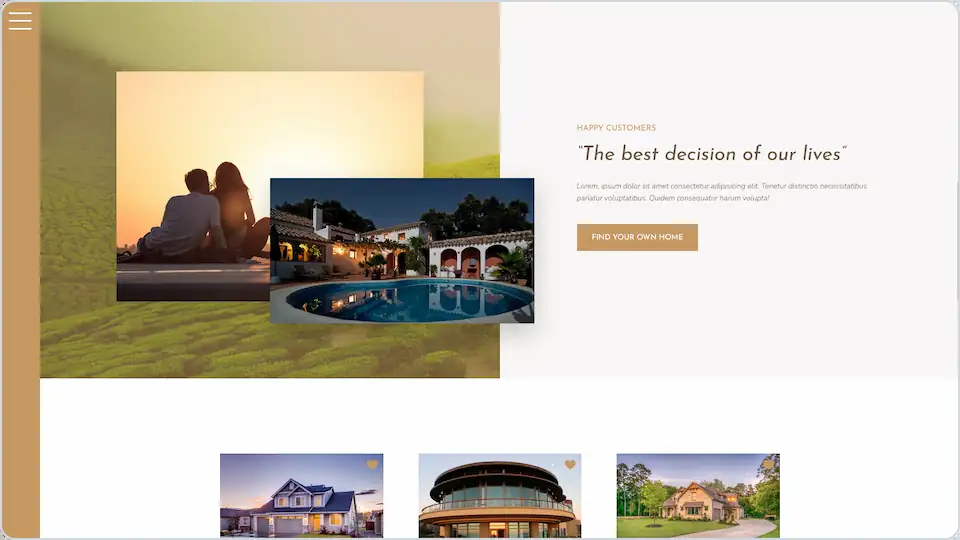 HAPPY CUSTOMERS
“The best decision of our lives”
Lorem, ipsum dolor sit amet consectetur adipisicing elit. Tenetur distinctio necessitatibus
pariatur voluptatibus. Quidem consequatur harum volupta!
FIND YOUR OWN HOME